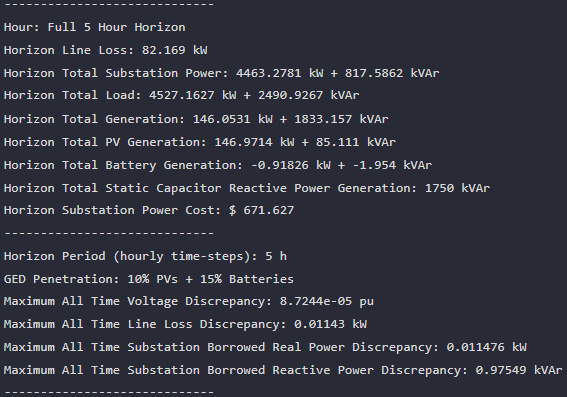 -----------------------------
Hour: Full 5 Hour Horizon
Horizon Line Loss: 82.169 kW
Horizon Total Substation Power: 4463.2781 kW + 817.5862 kVAr
Horizon Total Load: 4527.1627 kW + 2490.9267 kVAr
Horizon Total Generation: 146.0531 kW + 1833.157 kVAr
Horizon Total PV Generation: 146.9714 kW + 85.111 kVAr
Horizon Total Battery Generation: -0.91826 kW + -1.954 kVAr
Horizon Total Static Capacitor Reactive Power Generation: 1750 kVAr
Horizon Substation Power Cost: $ 671.627
-----------------------------
Horizon Period (hourly time-steps): 5 h
GED Penetration: 10% PVs + 15% Batteries
Maximum All Time Voltage Discrepancy: 8.7244e-05 pu
Maximum All Time Line Loss Discrepancy: 0.01143 kW
Maximum All Time Substation Borrowed Real Power Discrepancy: 0.011476 kW
Maximum All Time Substation Borrowed Reactive Power Discrepancy: 0.97549 kVAr
-----------------------------